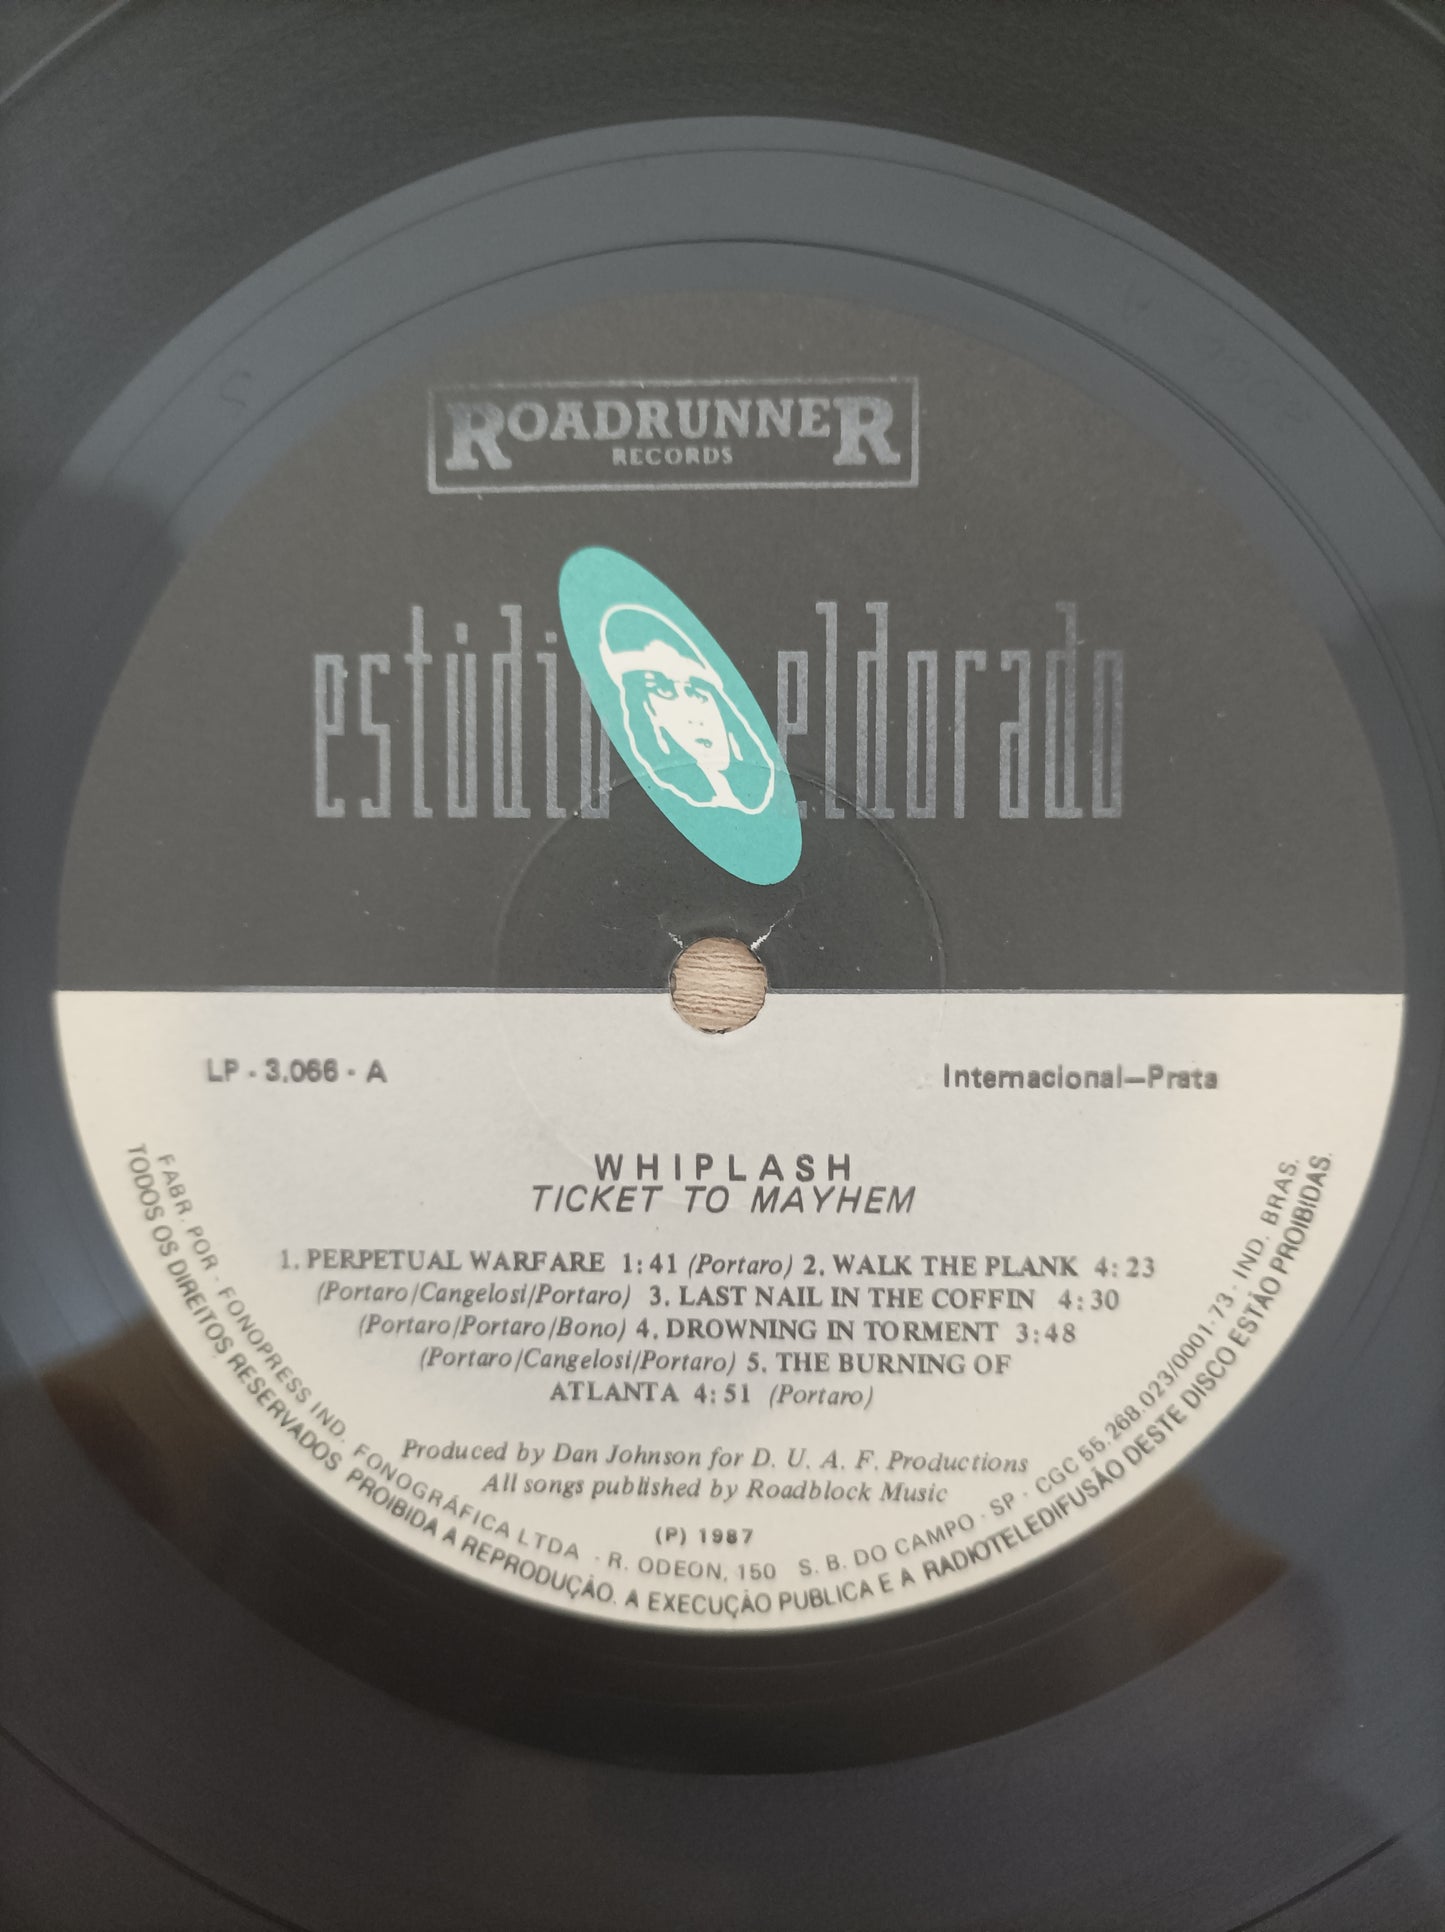 ROADRUNNER
RECORDS
estúdio eldorado
LP - 3.066 - A
Internacional—Prata
WHIPLASH
TICKET TO MAYHEM
1. PERPETUAL WARFARE 1:41 (Portaro) 2. WALK THE PLANK 4:23
(Portaro/Cangelosi/Portaro) 3. LAST NAIL IN THE COFFIN 4:30
(Portaro/Portaro/Bono) 4. DROWNING IN TORMENT 3:48
(Portaro/Cangelosi/Portaro) 5. THE BURNING OF
ATLANTA 4:51 (Portaro)
Produced by Dan Johnson for D. U. A. F. Productions
All songs published by Roadblock Music
(P) 1987
FABR. POR - FONOPRESS IND. FONOGRÁFICA LTDA - R. ODEON, 150 S. B. DO CAMPO - SP - CGC 55.268.023/0001-73 - IND. BRAS.
TODOS OS DIREITOS RESERVADOS PROIBIDA A REPRODUÇÃO. A EXECUÇÃO PUBLICA E A RADIOTELEDIFUSÃO DESTE DISCO ESTÃO PROIBIDAS.